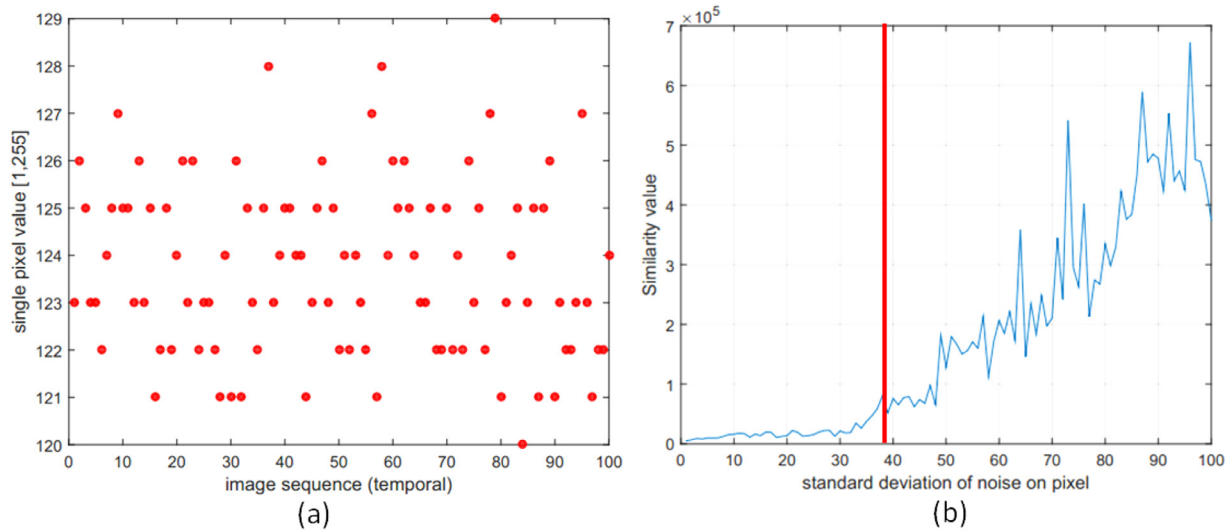 129
128
127
126
125
124
123
122
121
120
single pixel value [1,255]
0 10 20 30 40 50 60 70 80 90 100
image sequence (temporal)
(a)
×10⁵
7
6
5
4
3
2
1
0
Similarity value
0 10 20 30 40 50 60 70 80 90 100
standard deviation of noise on pixel
(b)